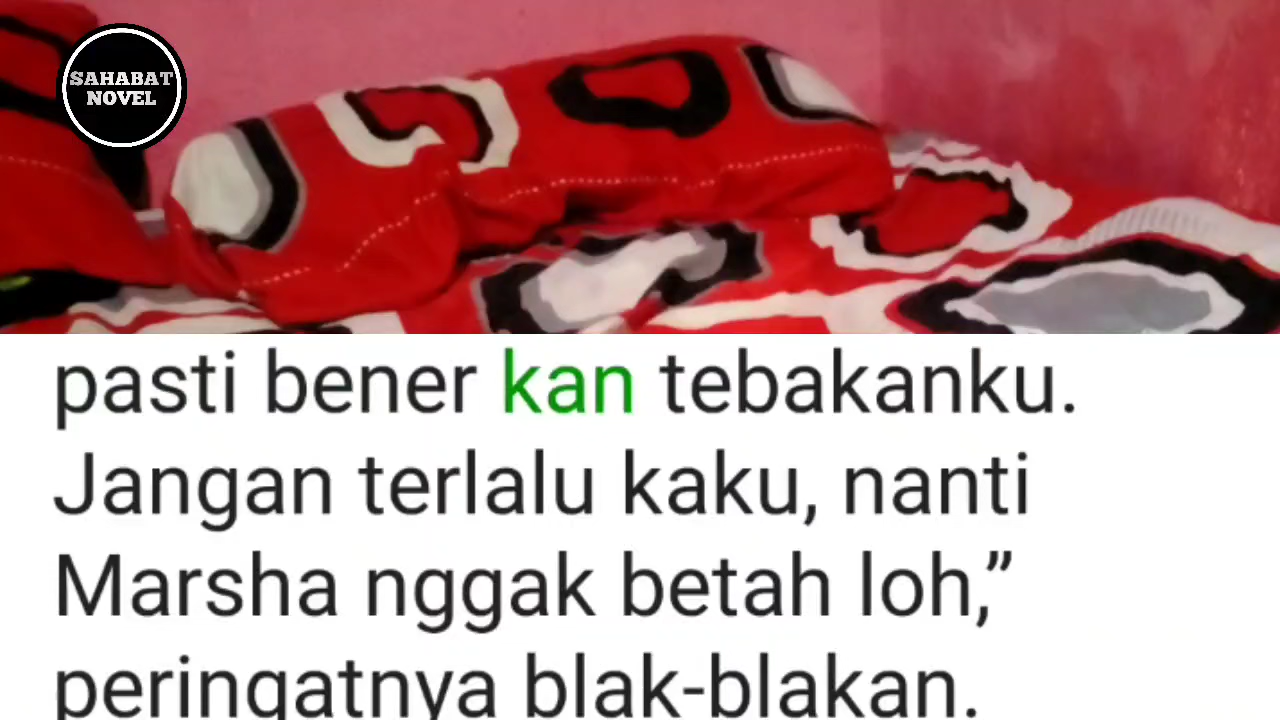 SAHABAT
NOVEL
pasti bener kan tebakanku.
Jangan terlalu kaku, nanti
Marsha nggak betah loh,”
peringatnya blak-blakan.